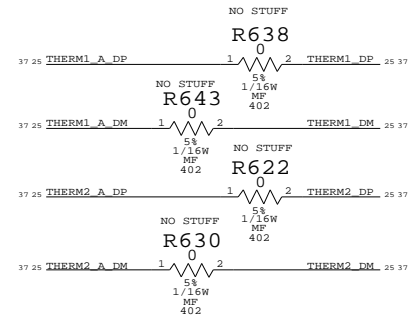 NO STUFF
R638
0
37 25 THERM1_A_DP 1 2 THERM1_DP 25 37
5%
1/16W
MF
402
NO STUFF
R643
0
37 25 THERM1_A_DM 1 2 THERM1_DM 25 37
5%
1/16W
MF
402
NO STUFF
R622
0
37 25 THERM2_A_DP 1 2 THERM2_DP 25 37
5%
1/16W
MF
402
NO STUFF
R630
0
37 25 THERM2_A_DM 1 2 THERM2_DM 25 37
5%
1/16W
MF
402